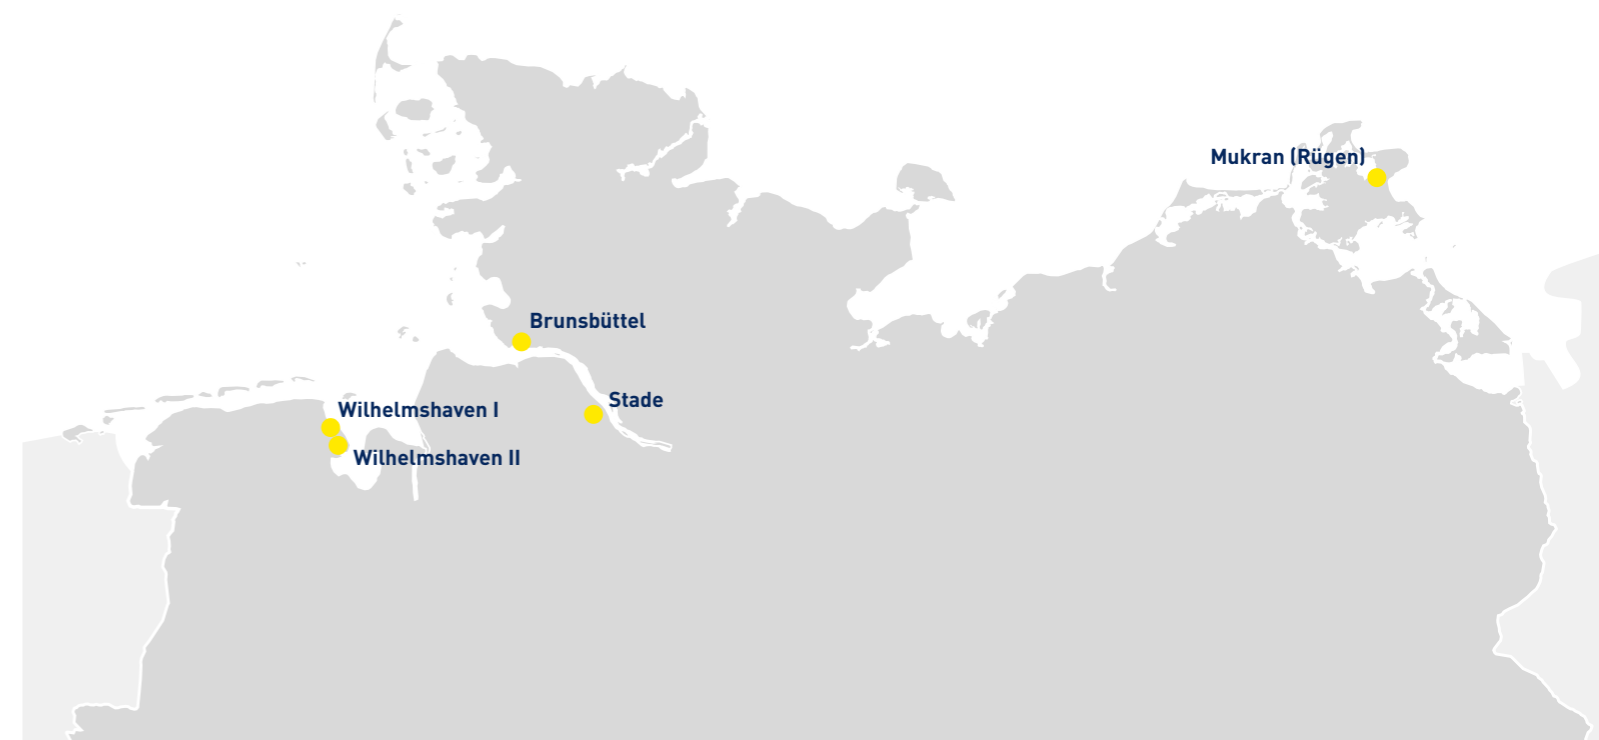 Mukran (Rügen)
Brunsbüttel
Stade
Wilhelmshaven I
Wilhelmshaven II